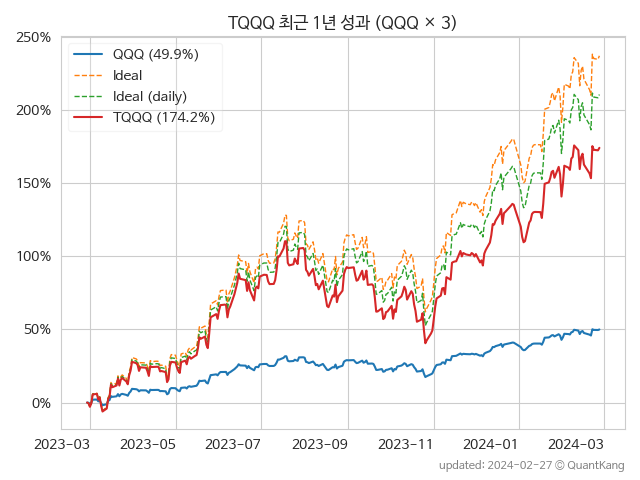 TQQQ 최근 1년 성과 (QQQ × 3)
250%
200%
150%
100%
50%
0%
QQQ (49.9%)
Ideal
Ideal (daily)
TQQQ (174.2%)
2023-03
2023-05
2023-07
2023-09
2023-11
2024-01
2024-03
updated: 2024-02-27 ⓒ QuantKang